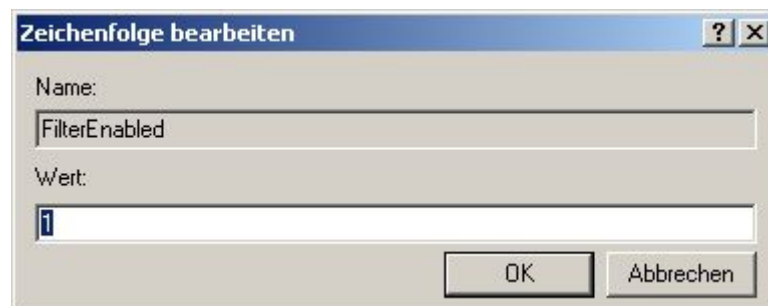 Zeichenfolge bearbeiten
Name:
FilterEnabled
Wert:
1
OK Abbrechen